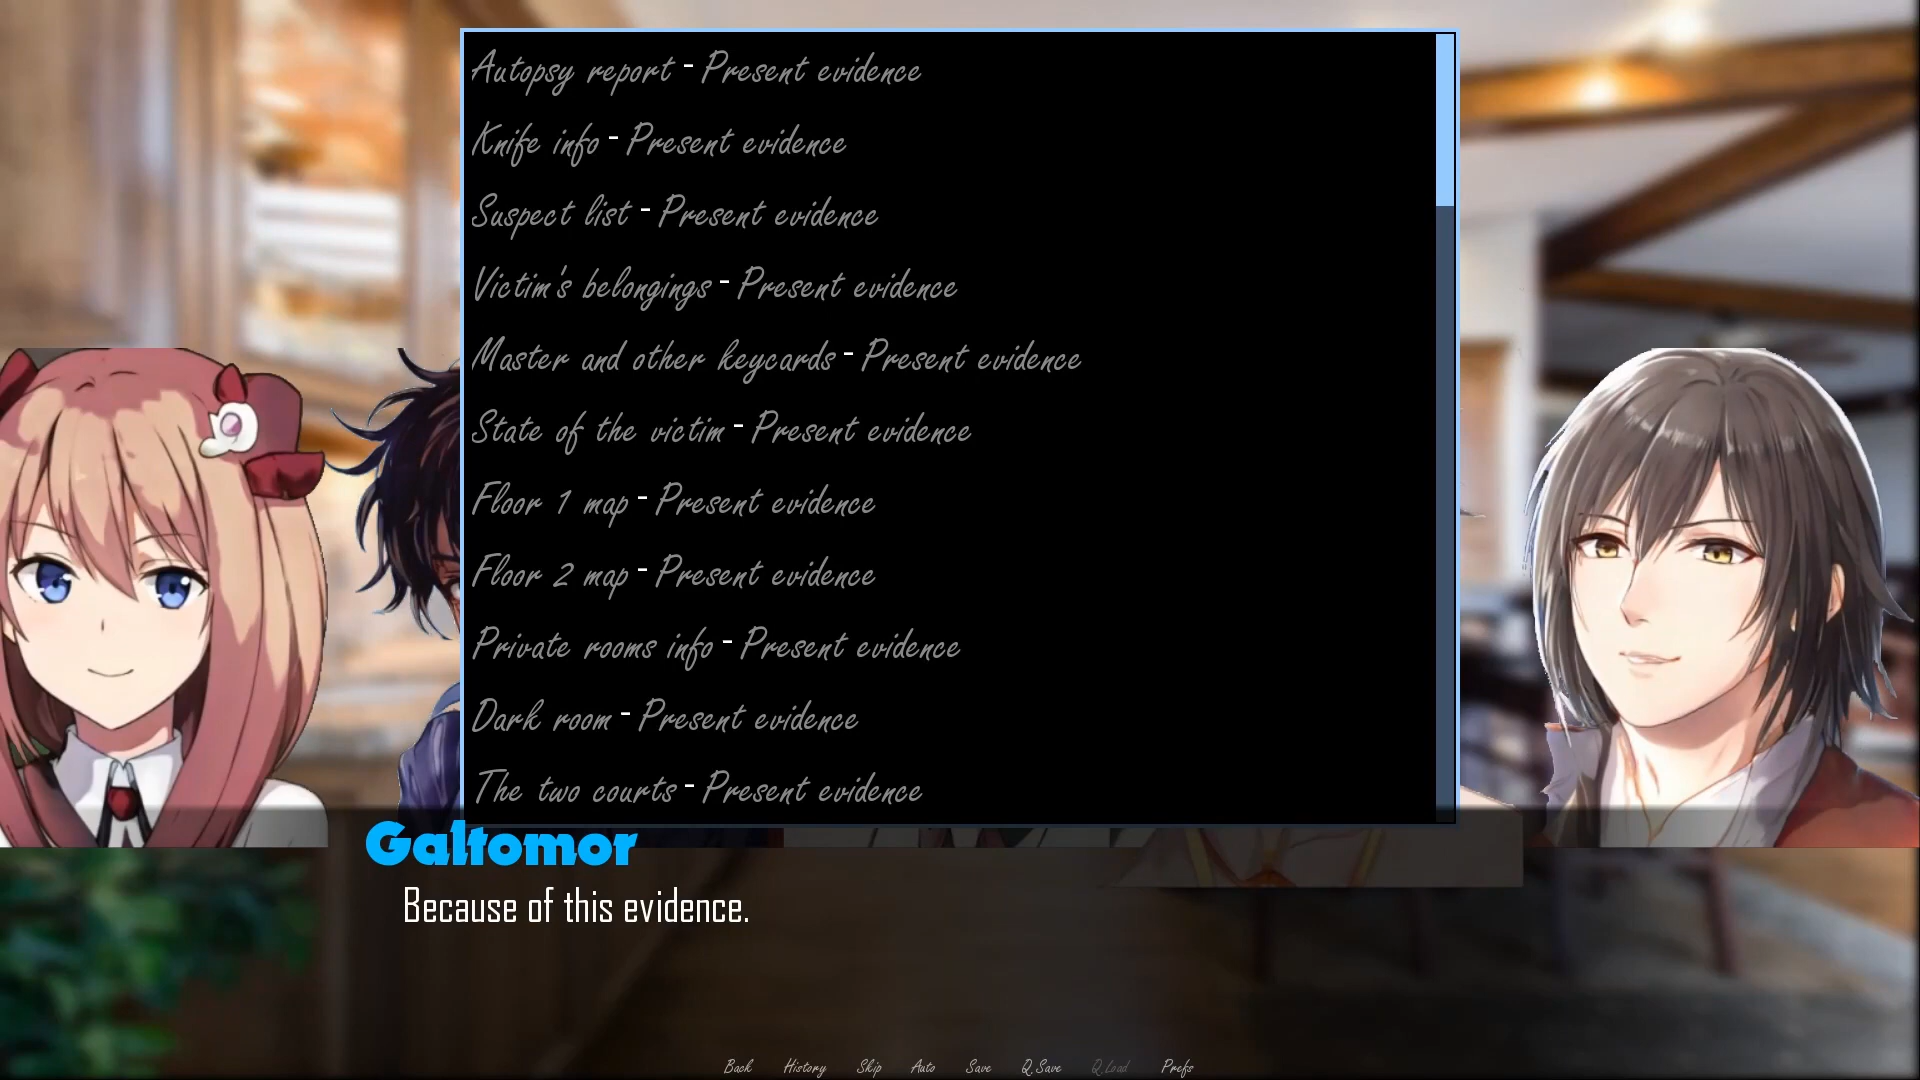 Autopsy report - Present evidence
Knife info - Present evidence
Suspect list - Present evidence
Victim's belongings - Present evidence
Master and other keycards - Present evidence
State of the victim - Present evidence
Floor 1 map - Present evidence
Floor 2 map - Present evidence
Private rooms info - Present evidence
Dark room - Present evidence
The two courts - Present evidence
Galtomor
Because of this evidence.
Back History Skip Auto Save Q.Save Q.Load Prefs